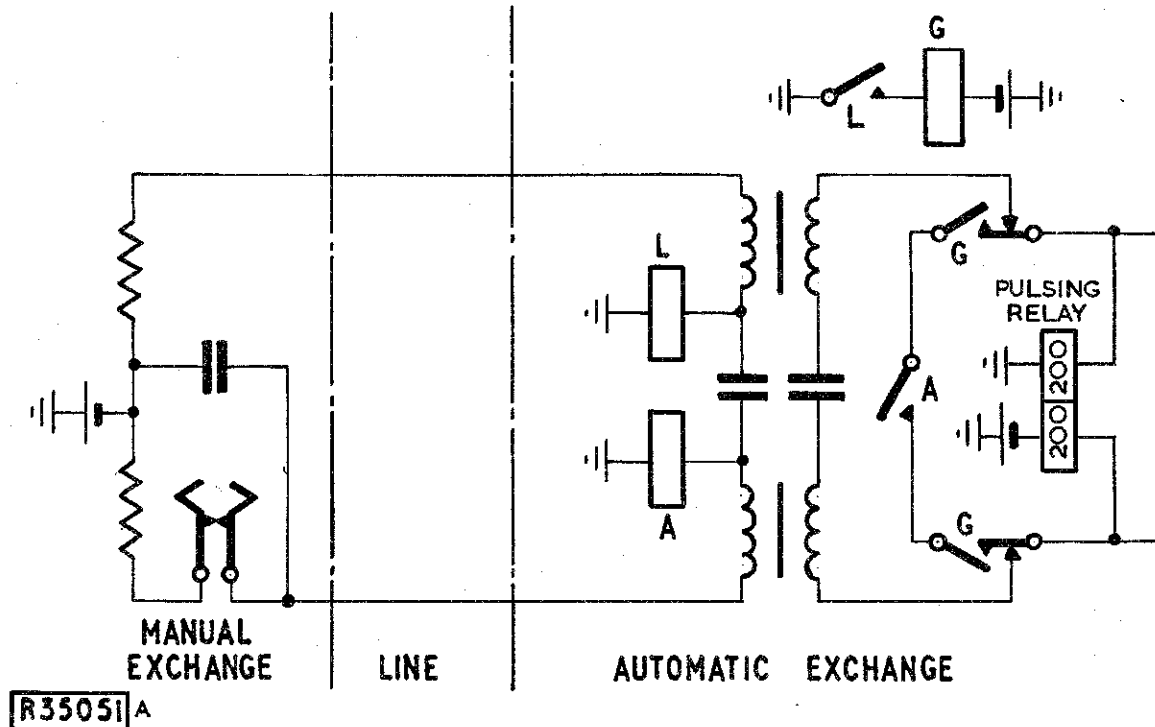 G
L
G
L
PULSING
RELAY
200
200
A
A
G
MANUAL
EXCHANGE
LINE
AUTOMATIC EXCHANGE
R35051 A